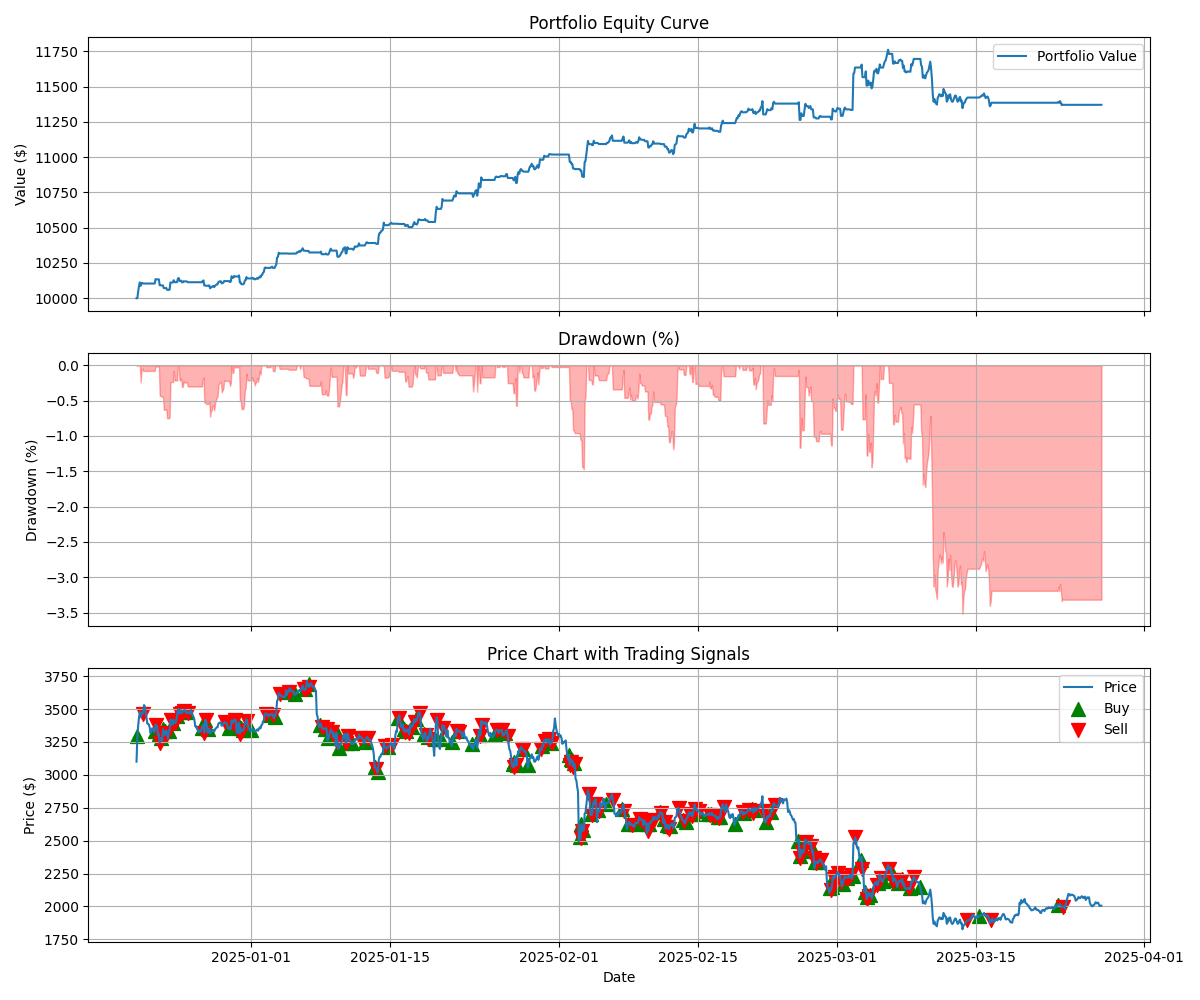 Portfolio Equity Curve
11750
11500
11250
11000
10750
10500
10250
10000
Value ($)
Portfolio Value
Drawdown (%)
0.0
−0.5
−1.0
−1.5
−2.0
−2.5
−3.0
−3.5
Drawdown (%)
Price Chart with Trading Signals
3750
3500
3250
3000
2750
2500
2250
2000
1750
Price ($)
Price
Buy
Sell
2025-01-01
2025-01-15
2025-02-01
2025-02-15
2025-03-01
2025-03-15
2025-04-01
Date